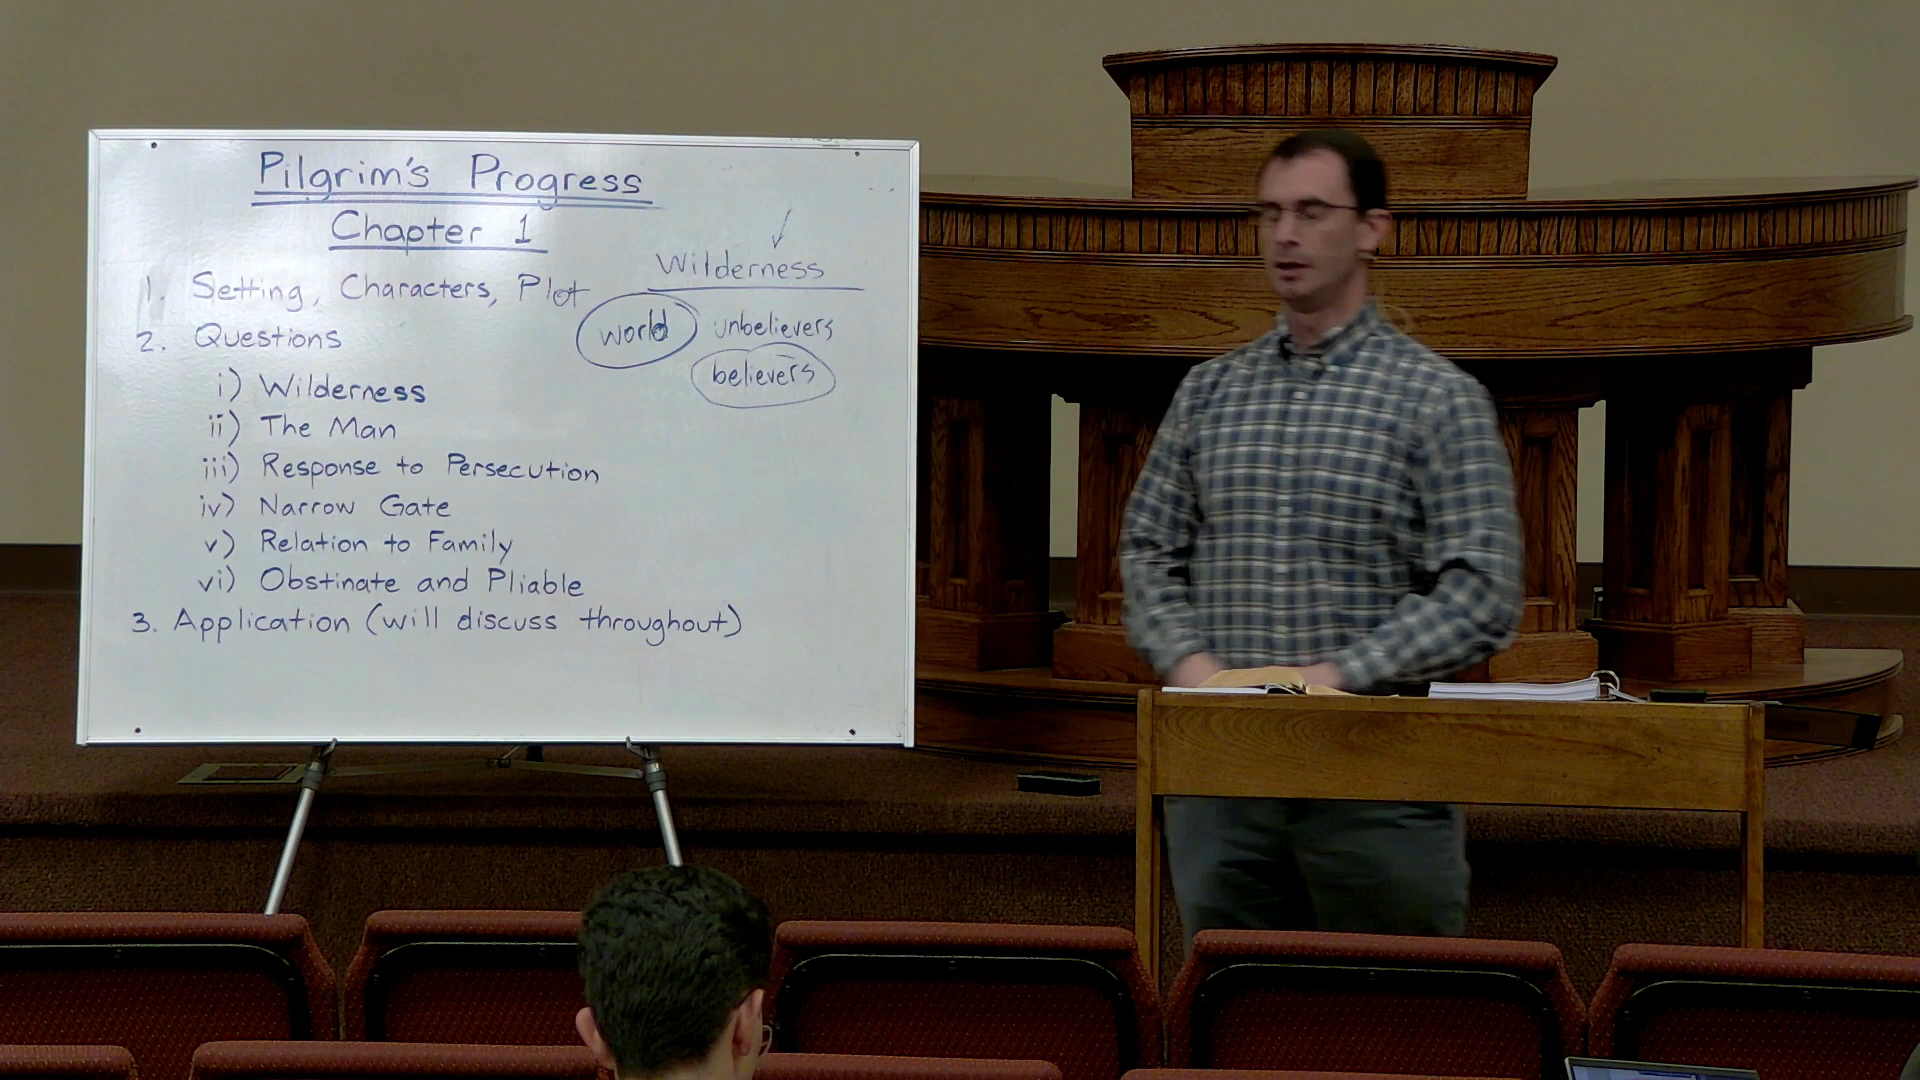 Pilgrim's Progress
Chapter 1
1. Setting, Characters, Plot
2. Questions
i) Wilderness
ii) The Man
iii) Response to Persecution
iv) Narrow Gate
v) Relation to Family
vi) Obstinate and Pliable
3. Application (will discuss throughout)
Wilderness
world unbelievers
believers